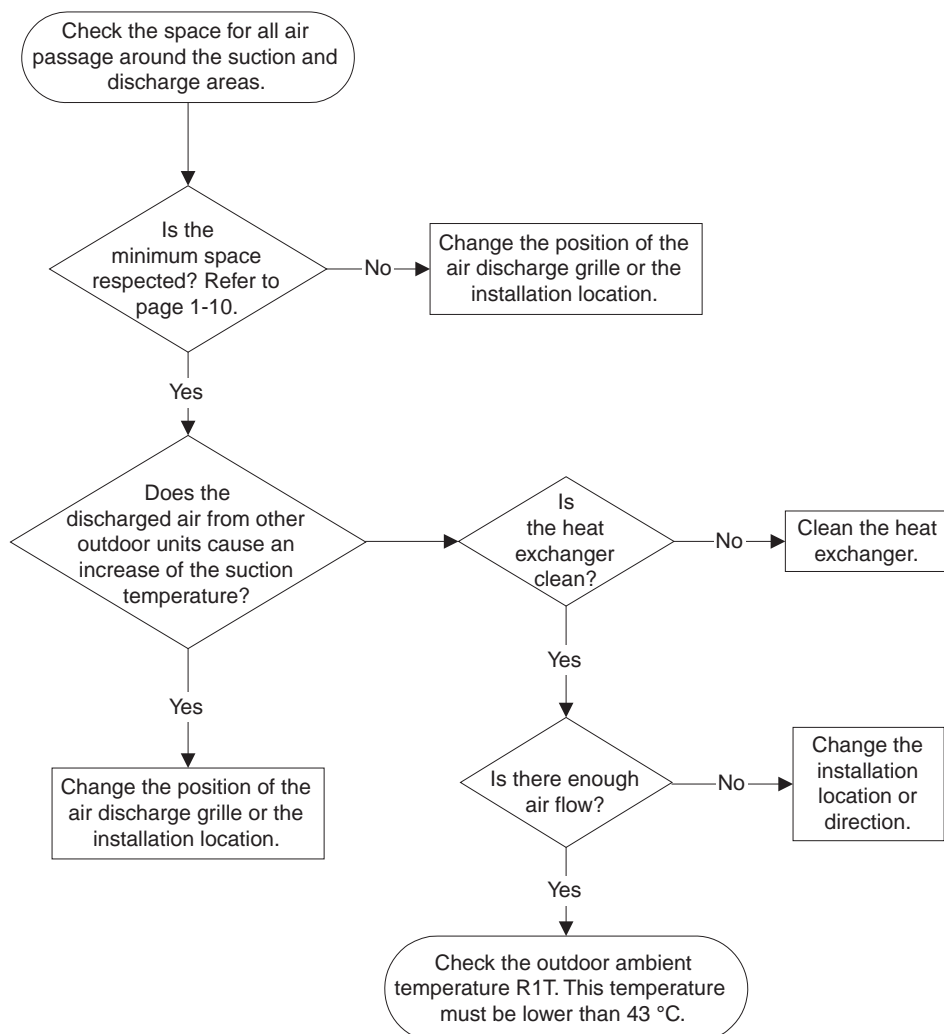 Check the space for all air
passage around the suction and
discharge areas.
Is the
minimum space
respected? Refer to
page 1-10.
No
Change the position of the
air discharge grille or the
installation location.
Yes
Does the
discharged air from other
outdoor units cause an
increase of the suction
temperature?
Is
the heat
exchanger
clean?
No
Clean the heat
exchanger.
Yes
Yes
Change the position of the
air discharge grille or the
installation location.
Is there enough
air flow?
No
Change the
installation
location or
direction.
Yes
Check the outdoor ambient
temperature R1T. This temperature
must be lower than 43 °C.